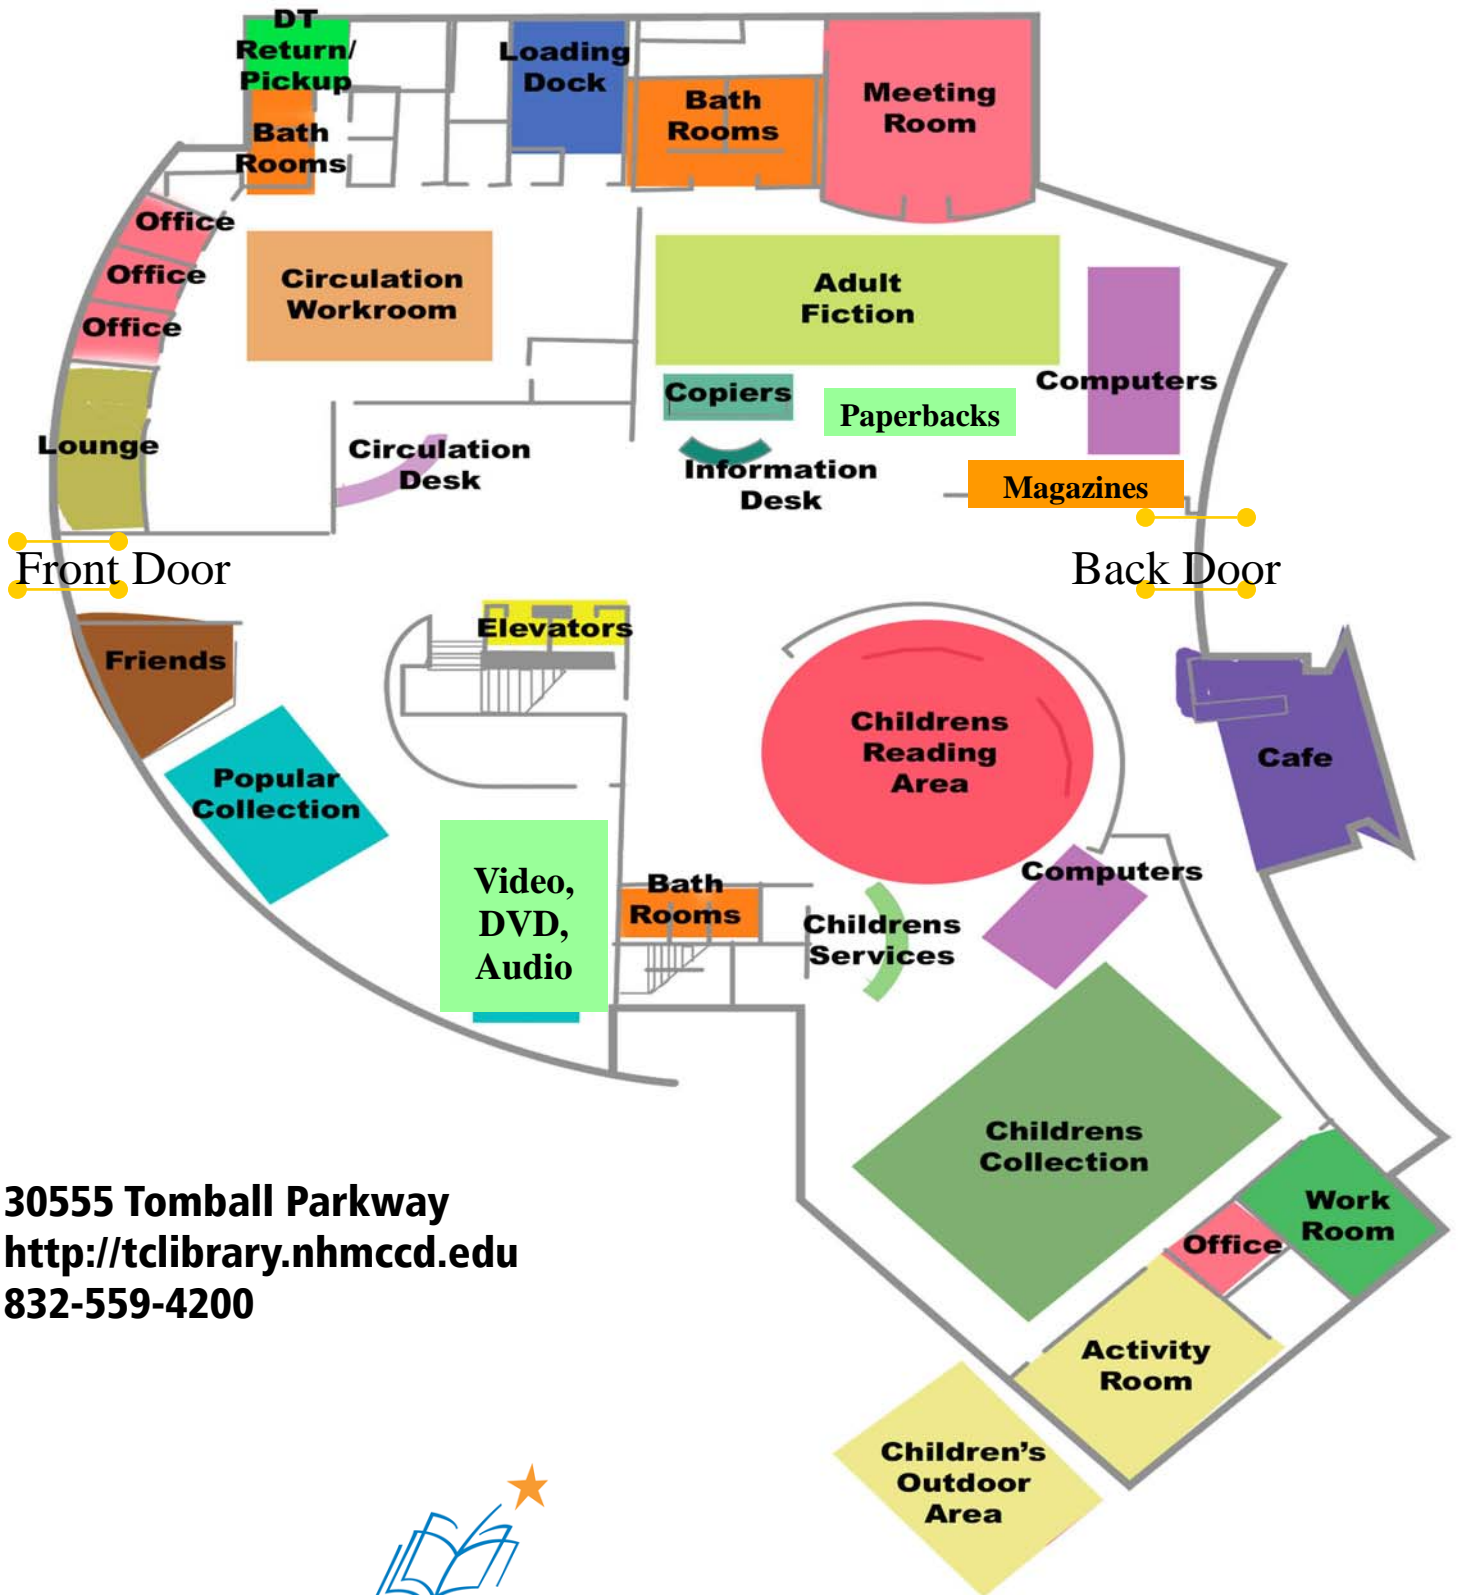 DT
Return/
Pickup
Loading
Dock
Bath
Rooms
Meeting
Room
Bath
Rooms
Office
Office
Office
Circulation
Workroom
Adult
Fiction
Computers
Copiers
Paperbacks
Lounge
Circulation
Desk
Information
Desk
Magazines
Front Door
Back Door
Elevators
Friends
Childrens
Reading
Area
Cafe
Popular
Collection
Video,
DVD,
Audio
Bath
Rooms
Computers
Childrens
Services
Childrens
Collection
Work
Room
Office
Activity
Room
Children’s
Outdoor
Area
30555 Tomball Parkway
http://tclibrary.nhmccd.edu
832-559-4200